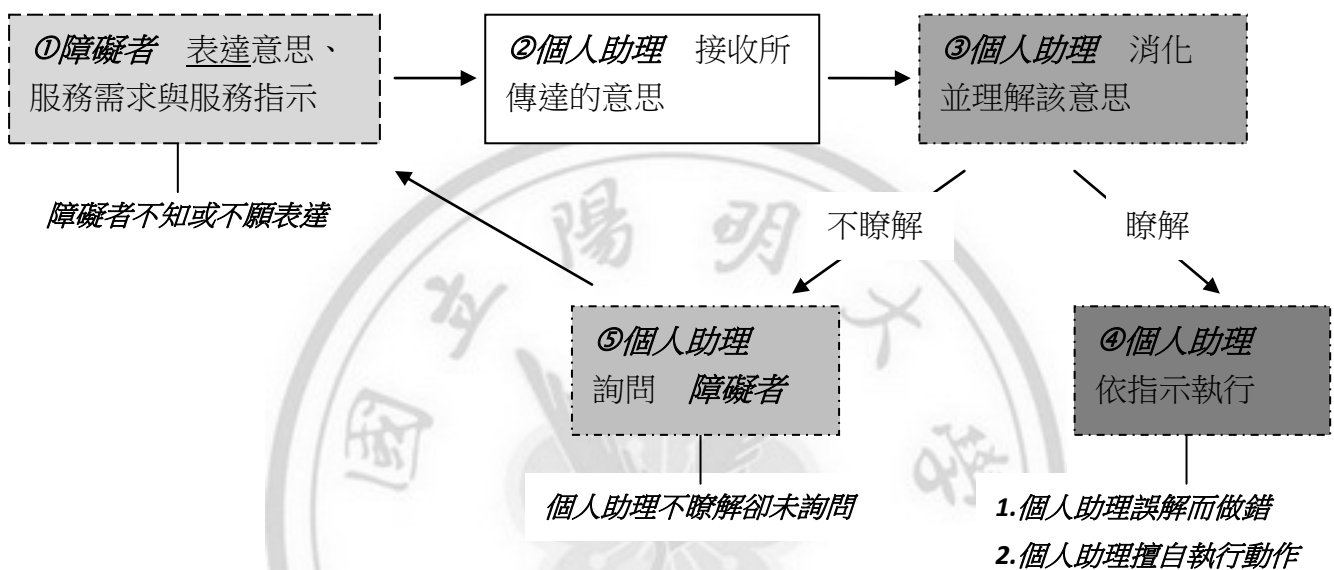 ①障礙者 表達意思、
服務需求與服務指示
②個人助理 接收所
傳達的意思
③個人助理 消化
並理解該意思
障礙者不知或不願表達
不瞭解
瞭解
⑤個人助理
詢問 障礙者
④個人助理
依指示執行
個人助理不瞭解卻未詢問
1.個人助理誤解而做錯
2.個人助理擅自執行動作
國立陽明大